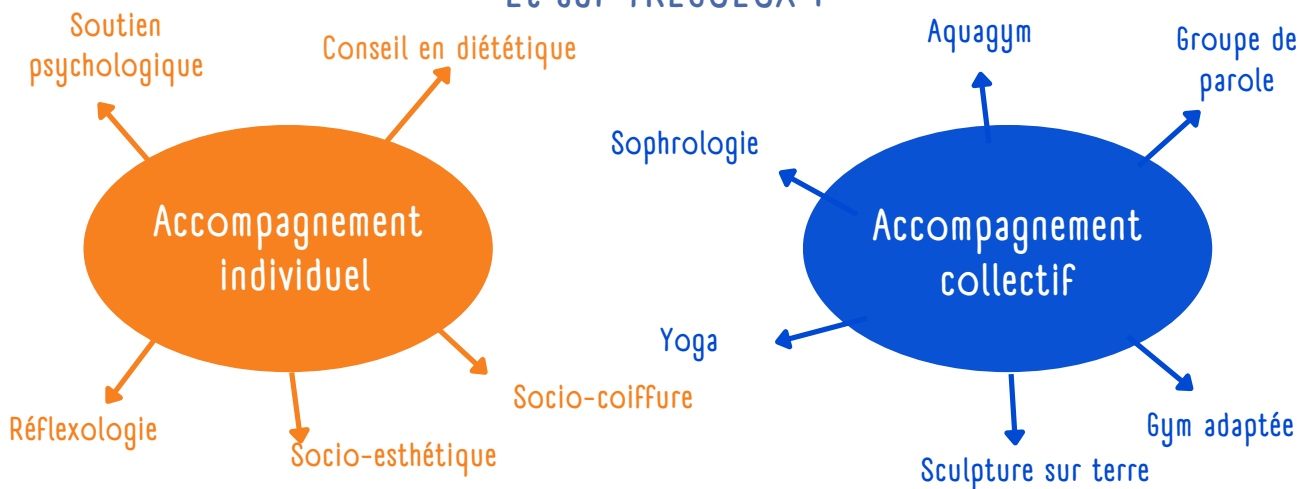 Soutien
psychologique
Conseil en diététique
Accompagnement
individuel
Réflexologie
Socio-esthétique
Socio-coiffure
Aquagym
Groupe de
parole
Sophrologie
Accompagnement
collectif
Yoga
Gym adaptée
Sculpture sur terre